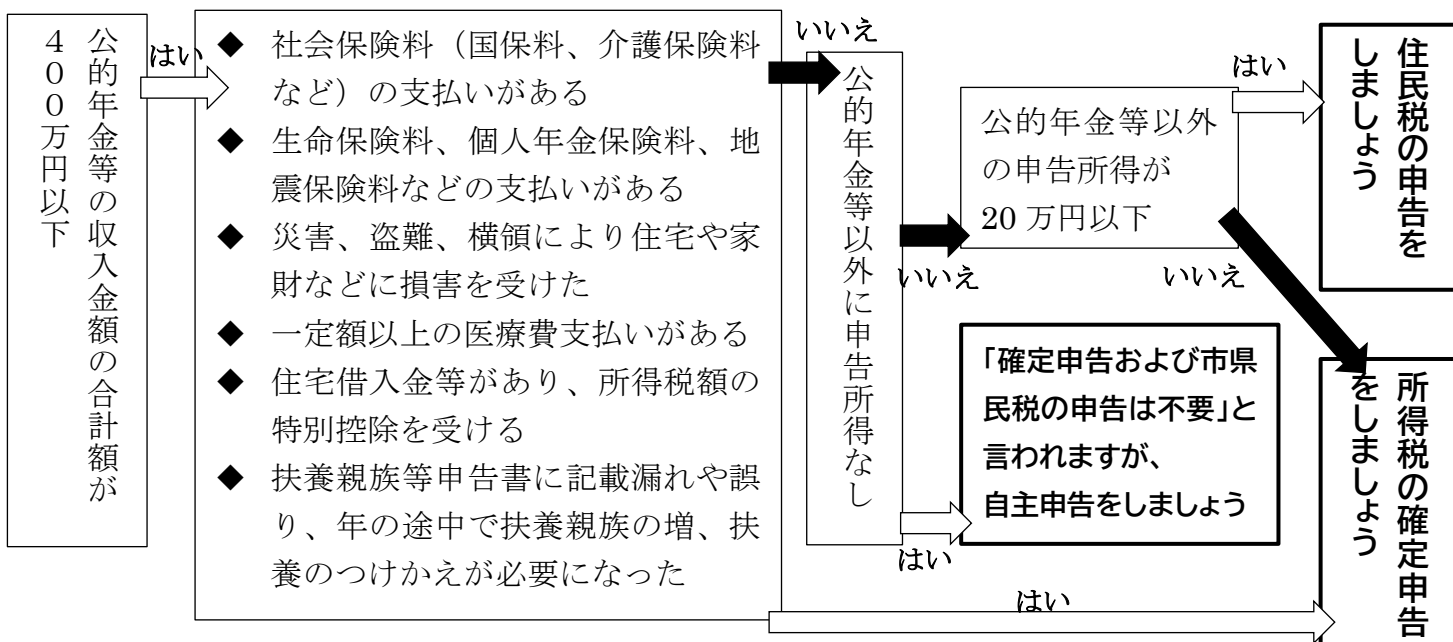 公的年金等の収入金額の合計額が
４００万円以下
はい
◆ 社会保険料（国保料、介護保険料
など）の支払いがある
◆ 生命保険料、個人年金保険料、地
震保険料などの支払いがある
◆ 災害、盗難、横領により住宅や家
財などに損害を受けた
◆ 一定額以上の医療費支払いがある
◆ 住宅借入金等があり、所得税額の
特別控除を受ける
◆ 扶養親族等申告書に記載漏れや誤
り、年の途中で扶養親族の増、扶
養のつけかえが必要になった
いいえ
公的年金等以外に申告所得なし
いいえ
公的年金等以外
の申告所得が
20 万円以下
はい
いいえ
住民税の申告を
しましょう
「確定申告および市県
民税の申告は不要」と
言われますが、
自主申告をしましょう
はい
はい
所得税の確定申告
をしましょう